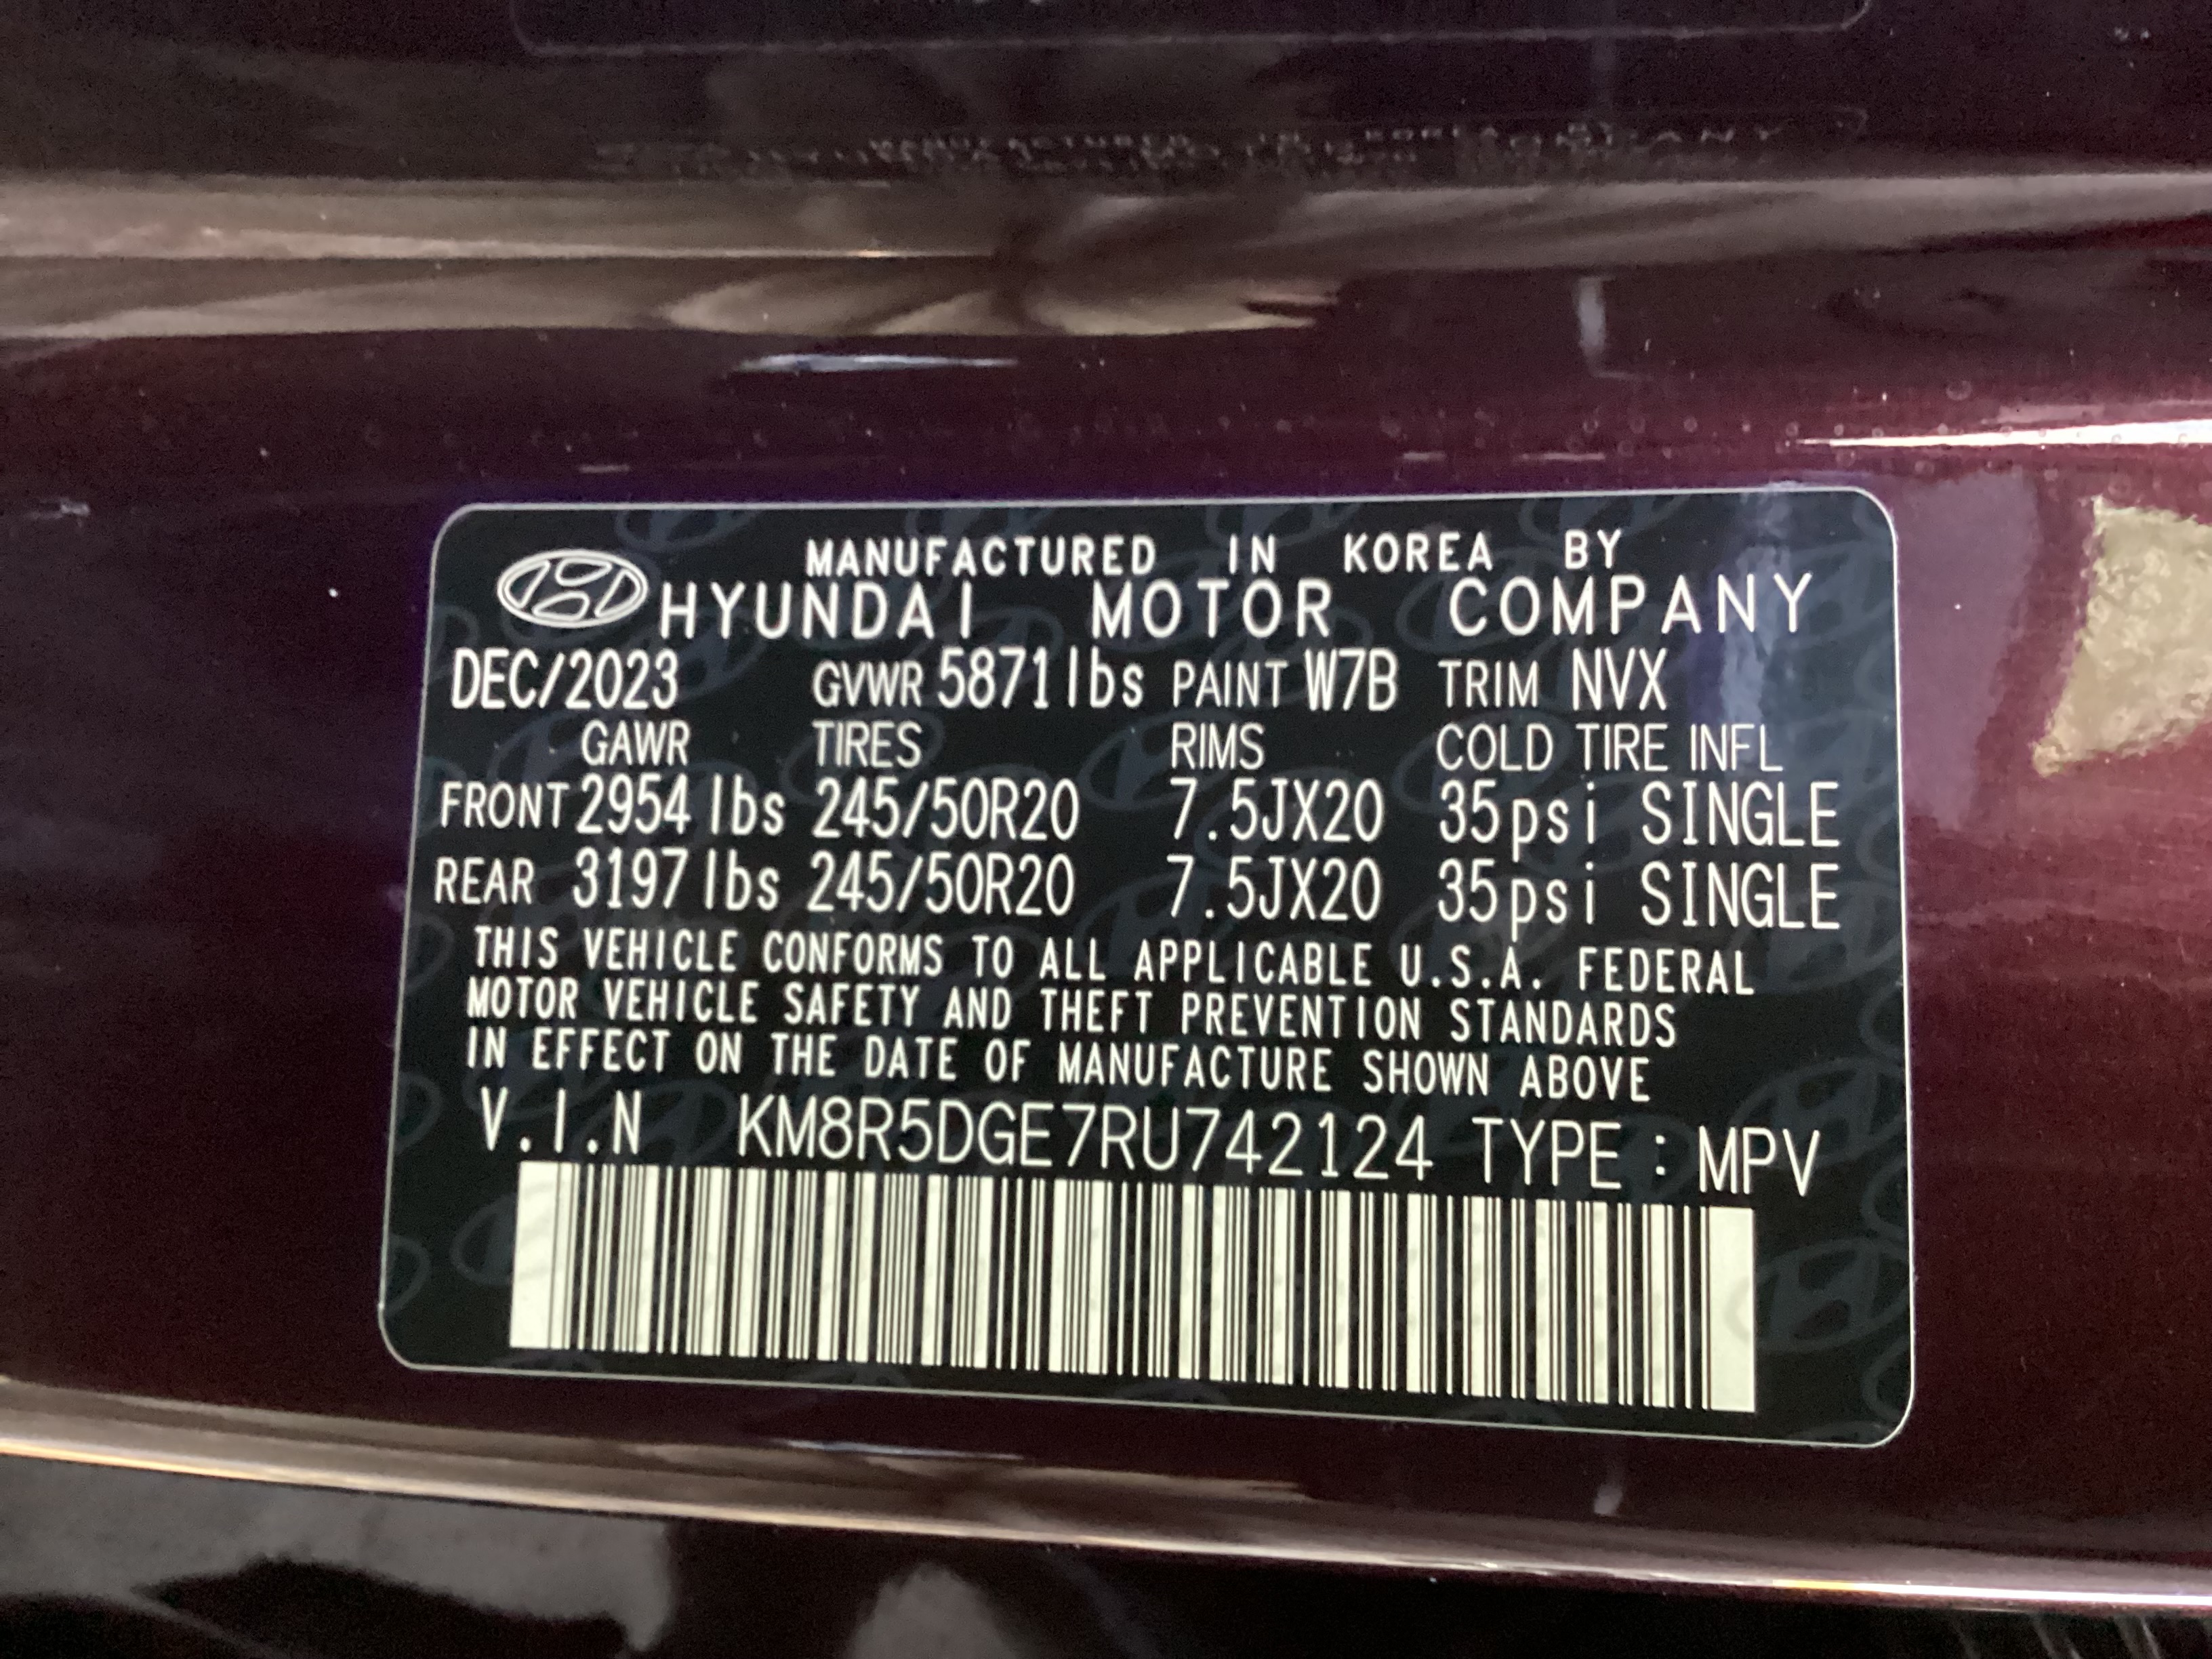 MANUFACTURED IN KOREA BY
HYUNDAI MOTOR COMPANY
DEC/2023 GVWR 5871 lbs PAINT W7B TRIM NVX
GAWR TIRES RIMS COLD TIRE INFL
FRONT 2954 lbs 245/50R20 7.5JX20 35psi SINGLE
REAR 3197 lbs 245/50R20 7.5JX20 35psi SINGLE
THIS VEHICLE CONFORMS TO ALL APPLICABLE U.S.A. FEDERAL
MOTOR VEHICLE SAFETY AND THEFT PREVENTION STANDARDS
IN EFFECT ON THE DATE OF MANUFACTURE SHOWN ABOVE
V.I.N KM8R5DGE7RU742124 TYPE : MPV